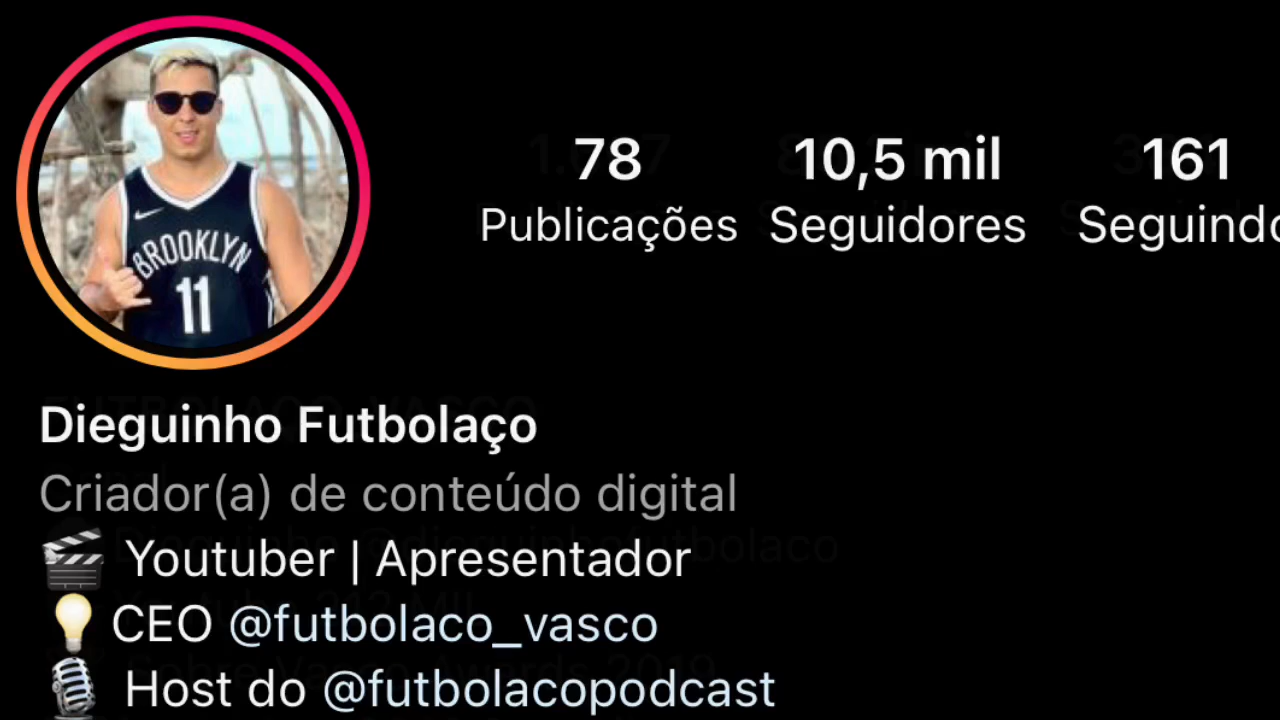 BROOKLYN
11
78 10,5 mil 161
Publicações Seguidores Seguindo
Dieguinho Futbolaço
Criador(a) de conteúdo digital
Youtuber | Apresentador
CEO @futbolaco_vasco
Host do @futbolacopodcast